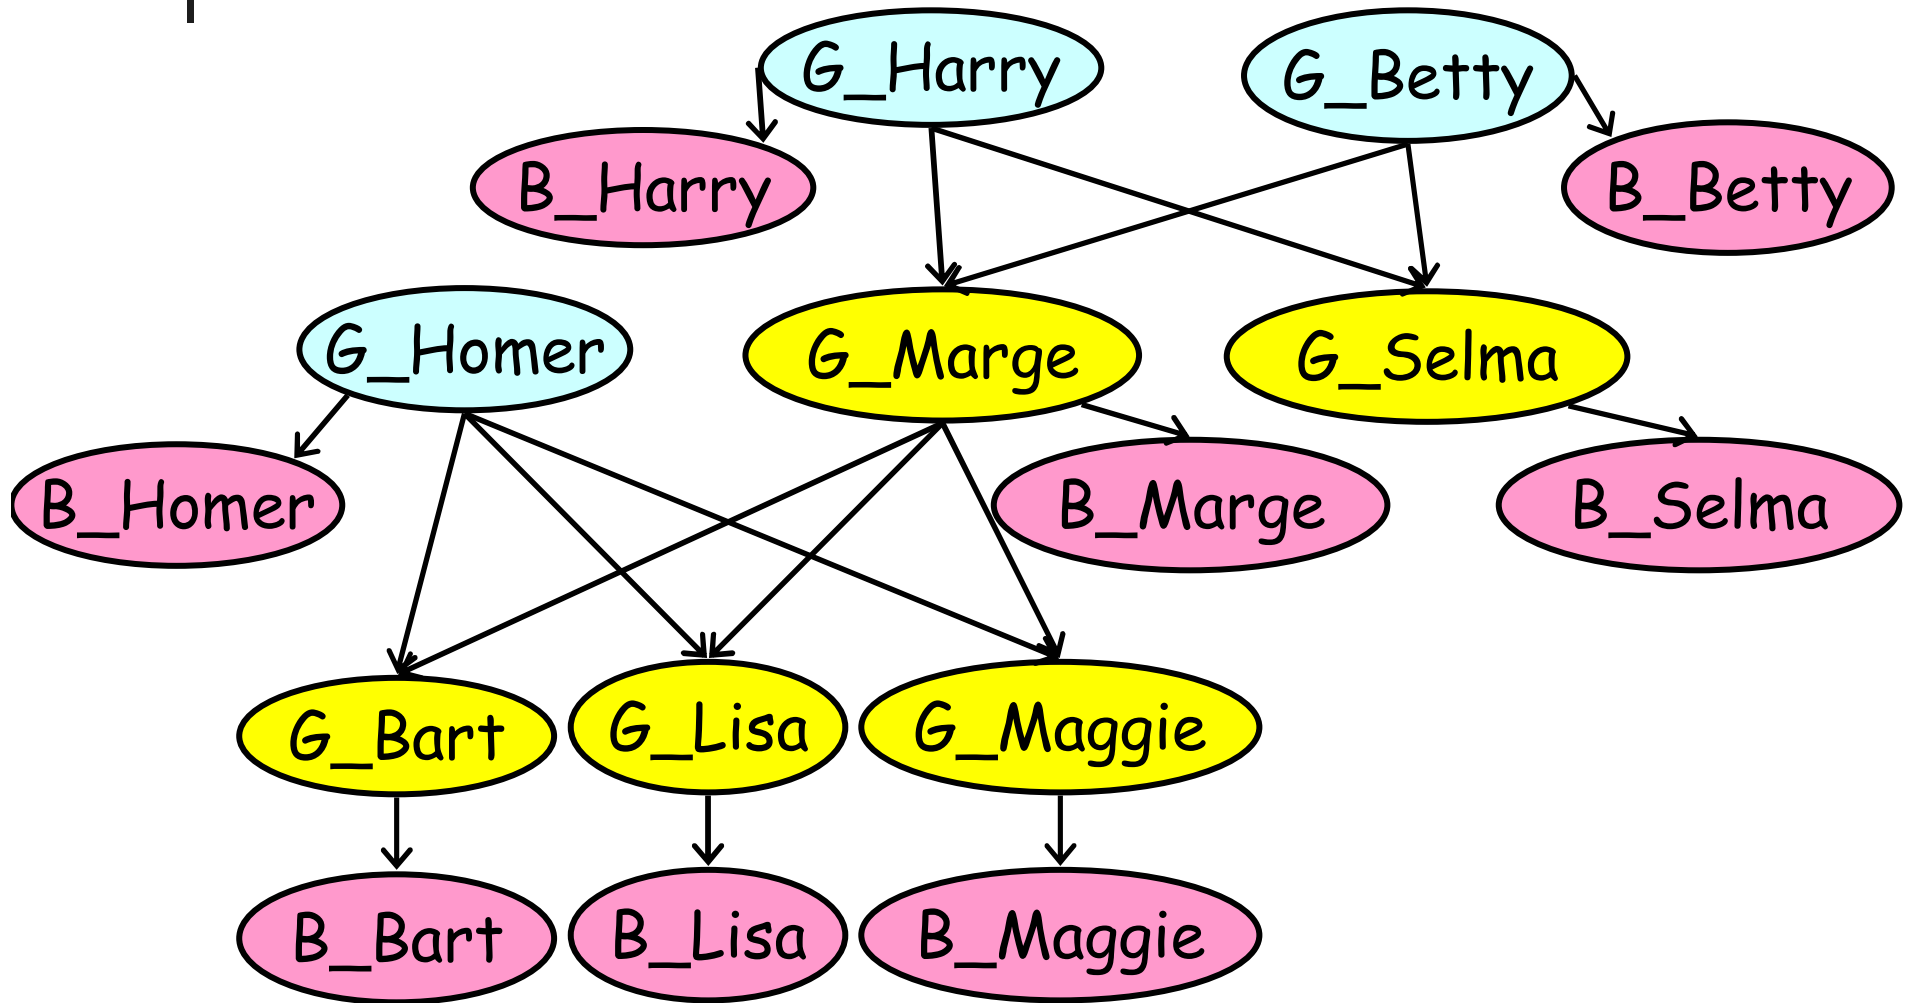 G_Harry
G_Betty
B_Harry
B_Betty
G_Homer
G_Marge
G_Selma
B_Homer
B_Marge
B_Selma
G_Bart
G_Lisa
G_Maggie
B_Bart
B_Lisa
B_Maggie